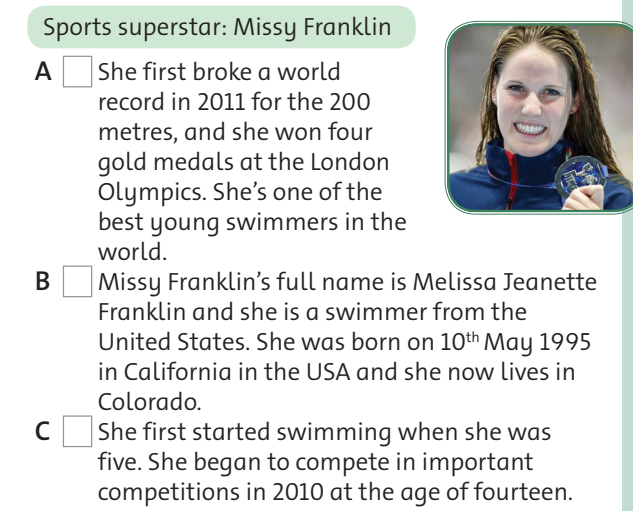 Sports superstar: Missy Franklin
A She first broke a world
record in 2011 for the 200
metres, and she won four
gold medals at the London
Olympics. She's one of the
best young swimmers in the
world.
B Missy Franklin's full name is Melissa Jeanette
Franklin and she is a swimmer from the
United States. She was born on 10th May 1995
in California in the USA and she now lives in
Colorado.
C She first started swimming when she was
five. She began to compete in important
competitions in 2010 at the age of fourteen.